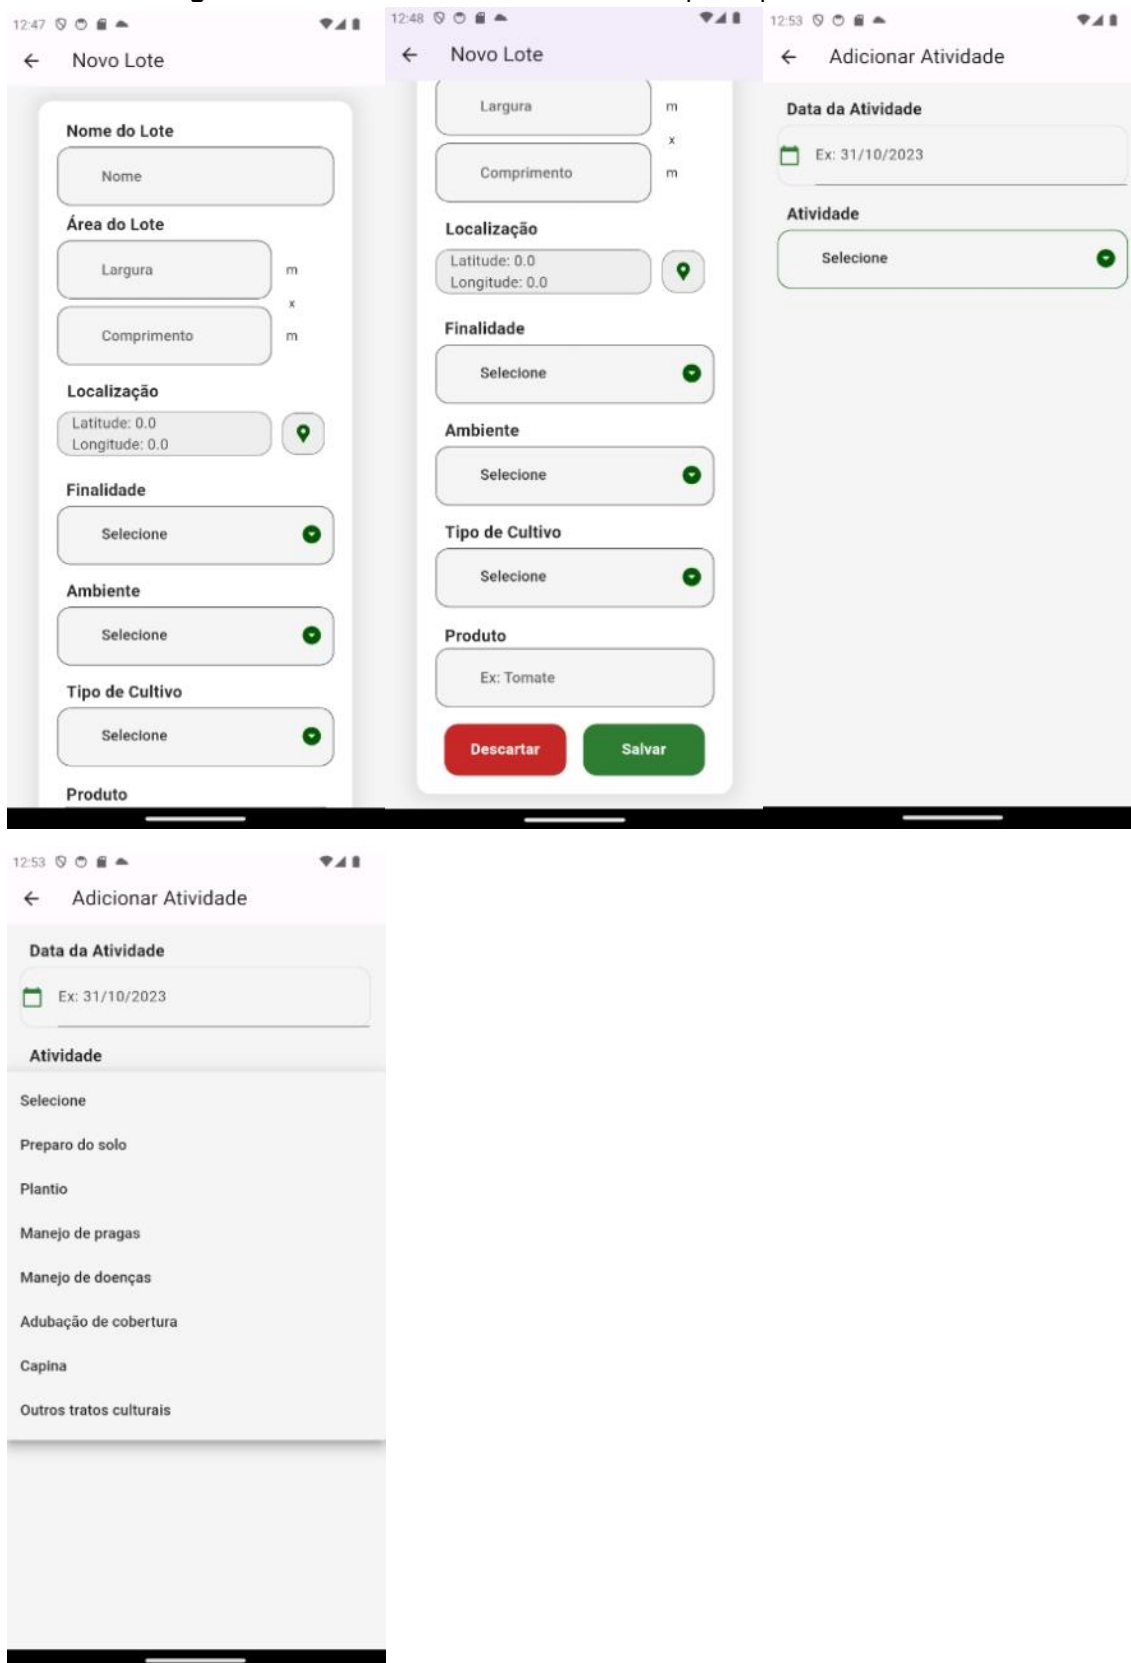 12:47
Novo Lote
Nome do Lote
Nome
Área do Lote
Largura
m
x
Comprimento
m
Localização
Latitude: 0.0
Longitude: 0.0
Finalidade
Selecione
Ambiente
Selecione
Tipo de Cultivo
Selecione
Produto
12:48
Novo Lote
Largura
m
x
Comprimento
m
Localização
Latitude: 0.0
Longitude: 0.0
Finalidade
Selecione
Ambiente
Selecione
Tipo de Cultivo
Selecione
Produto
Ex: Tomate
Descartar
Salvar
12:53
Adicionar Atividade
Data da Atividade
Ex: 31/10/2023
Atividade
Selecione
12:53
Adicionar Atividade
Data da Atividade
Ex: 31/10/2023
Atividade
Selecione
Preparo do solo
Plantio
Manejo de pragas
Manejo de doenças
Adubação de cobertura
Capina
Outros tratos culturais